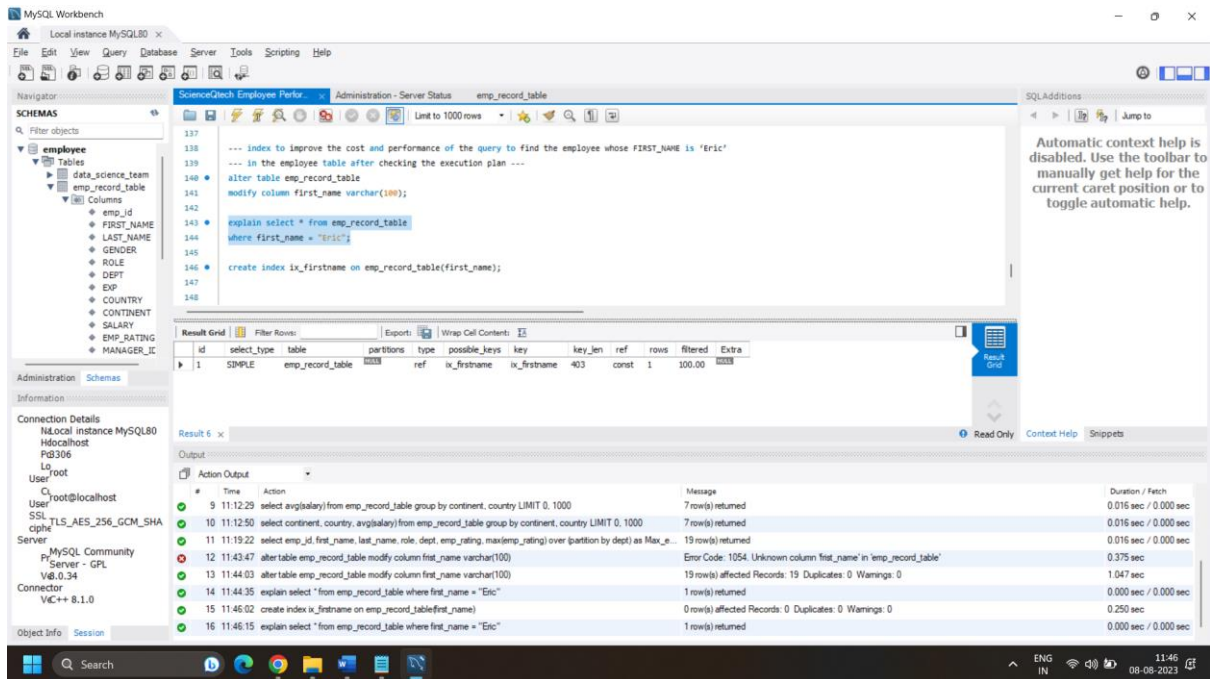 MySQL Workbench
Local instance MySQL80
File Edit View Query Database Server Tools Scripting Help
Navigator
SCHEMAS
Filter objects
employee
Tables
data_science_team
emp_record_table
Columns
emp_id
FIRST_NAME
LAST_NAME
GENDER
ROLE
DEPT
EXP
COUNTRY
CONTINENT
SALARY
EMP_RATING
MANAGER_ID
Administration Schemas
Information
Connection Details
Local instance MySQL80
localhost
3306
root
User
root@localhost
User
SSL
TLS_AES_256_GCM_SHA
Server
MySQL Community
Server - GPL
8.0.34
Connector
C++ 8.1.0
Object Info Session
ScienceQtech Employee Perfor... Administration - Server Status emp_record_table
Limit to 1000 rows
137
138 --- index to improve the cost and performance of the query to find the employee whose FIRST_NAME is ‘Eric’
139 --- in the employee table after checking the execution plan ---
140 alter table emp_record_table
141 modify column first_name varchar(100);
142
143 explain select * from emp_record_table
144 where first_name = "Eric";
145
146 create index ix_firstname on emp_record_table(first_name);
147
148
Result Grid Filter Rows: Export: Wrap Cell Content:
id select_type table partitions type possible_keys key key_len ref rows filtered Extra
1 SIMPLE emp_record_table NULL ref ix_firstname ix_firstname 403 const 1 100.00 NULL
Result Grid
Result 6
Read Only
Output
Action Output
# Time Action Message Duration / Fetch
9 11:12:29 select avg(salary) from emp_record_table group by continent, country LIMIT 0, 1000 7 row(s) returned 0.016 sec / 0.000 sec
10 11:12:50 select continent, country, avg(salary) from emp_record_table group by continent, country LIMIT 0, 1000 7 row(s) returned 0.000 sec / 0.000 sec
11 11:19:22 select emp_id, first_name, last_name, role, dept, emp_rating, max(emp_rating) over (partition by dept) as Max_e... 19 row(s) returned 0.016 sec / 0.000 sec
12 11:43:47 alter table emp_record_table modify column frist_name varchar(100) Error Code: 1054. Unknown column 'frist_name' in 'emp_record_table' 0.375 sec
13 11:44:03 alter table emp_record_table modify column first_name varchar(100) 19 row(s) affected Records: 19 Duplicates: 0 Warnings: 0 1.047 sec
14 11:44:35 explain select * from emp_record_table where first_name = "Eric" 1 row(s) returned 0.000 sec / 0.000 sec
15 11:46:02 create index ix_firstname on emp_record_table(first_name) 0 row(s) affected Records: 0 Duplicates: 0 Warnings: 0 0.250 sec
16 11:46:15 explain select * from emp_record_table where first_name = "Eric" 1 row(s) returned 0.000 sec / 0.000 sec
SQLAdditions
Jump to
Automatic context help is
disabled. Use the toolbar to
manually get help for the
current caret position or to
toggle automatic help.
Context Help Snippets
Search
ENG
IN
11:46
08-08-2023